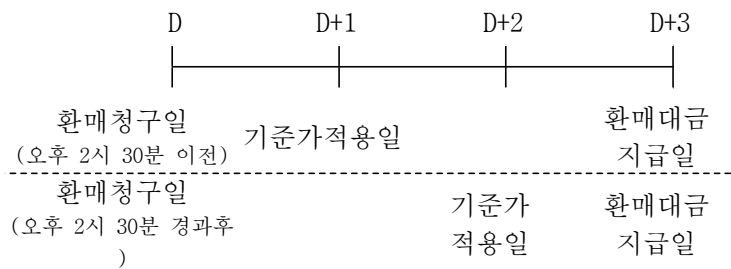 D D+1 D+2 D+3
환매청구일
(오후 2시 30분 이전)
기준가적용일
환매대금
지급일
환매청구일
(오후 2시 30분 경과후
)
기준가
적용일
환매대금
지급일